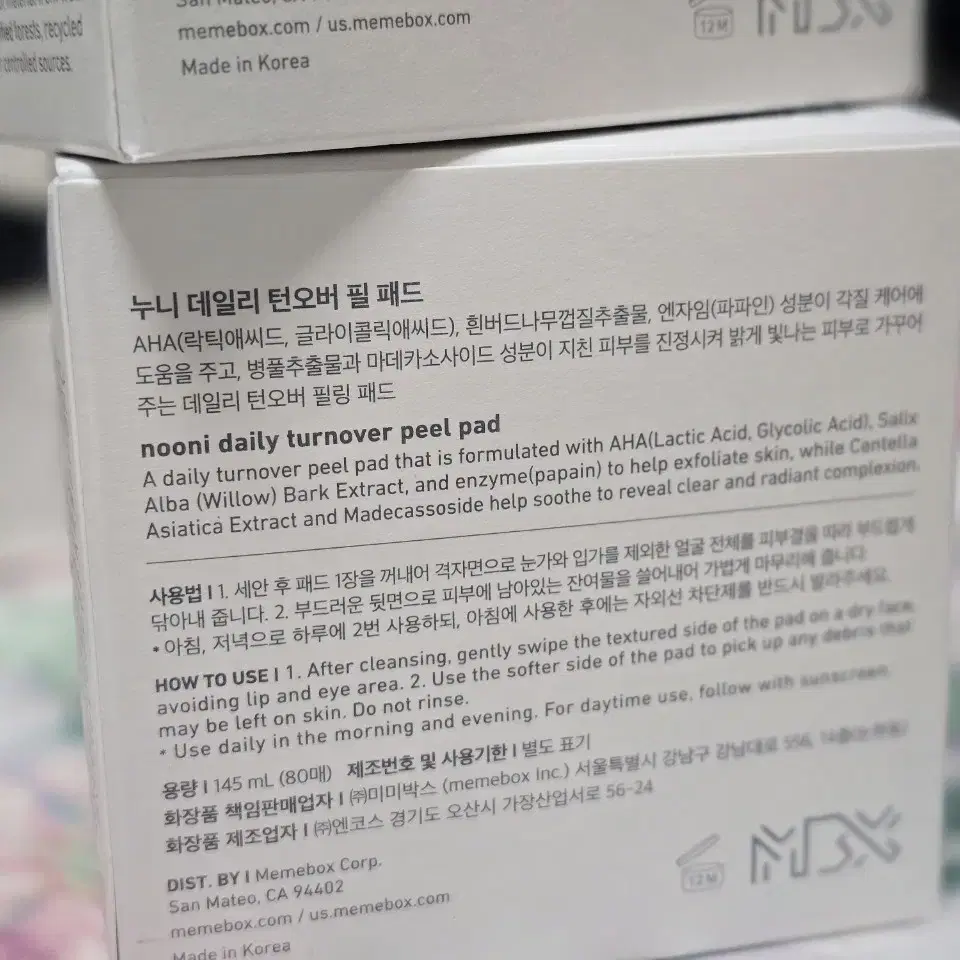 fied forests, recycled
controlled sources.
San Mateo, CA
memebox.com / us.memebox.com
Made in Korea
12M
누니 데일리 턴오버 필 패드
AHA(락틱애씨드, 글라이콜릭애씨드), 흰버드나무껍질추출물, 엔자임(파파인) 성분이 각질 케어에
도움을 주고, 병풀추출물과 마데카소사이드 성분이 지친 피부를 진정시켜 밝게 빛나는 피부로 가꾸어
주는 데일리 턴오버 필링 패드
nooni daily turnover peel pad
A daily turnover peel pad that is formulated with AHA(Lactic Acid, Glycolic Acid), Salix
Alba (Willow) Bark Extract, and enzyme(papain) to help exfoliate skin, while Centella
Asiatica Extract and Madecassoside help soothe to reveal clear and radiant complexion.
사용법 | 1. 세안 후 패드 1장을 꺼내어 격자면으로 눈가와 입가를 제외한 얼굴 전체를 피부결을 따라 부드럽게
닦아내 줍니다. 2. 부드러운 뒷면으로 피부에 남아있는 잔여물을 쓸어내어 가볍게 마무리해 줍니다.
• 아침, 저녁으로 하루에 2번 사용하되, 아침에 사용한 후에는 자외선 차단제를 반드시 발라주세요.
HOW TO USE | 1. After cleansing, gently swipe the textured side of the pad on a dry face,
avoiding lip and eye area. 2. Use the softer side of the pad to pick up any debris that
may be left on skin. Do not rinse.
* Use daily in the morning and evening. For daytime use, follow with sunscreen.
용량 | 145 mL (80매) 제조번호 및 사용기한 | 별도 표기
화장품 책임판매업자 | ㈜미미박스 (memebox Inc.) 서울특별시 강남구 강남대로 556,
화장품 제조업자 | ㈜엔코스 경기도 오산시 가장산업서로 56-24
DIST. BY | Memebox Corp.
San Mateo, CA 94402
memebox.com / us.memebox.com
Made in Korea
12M
MBX